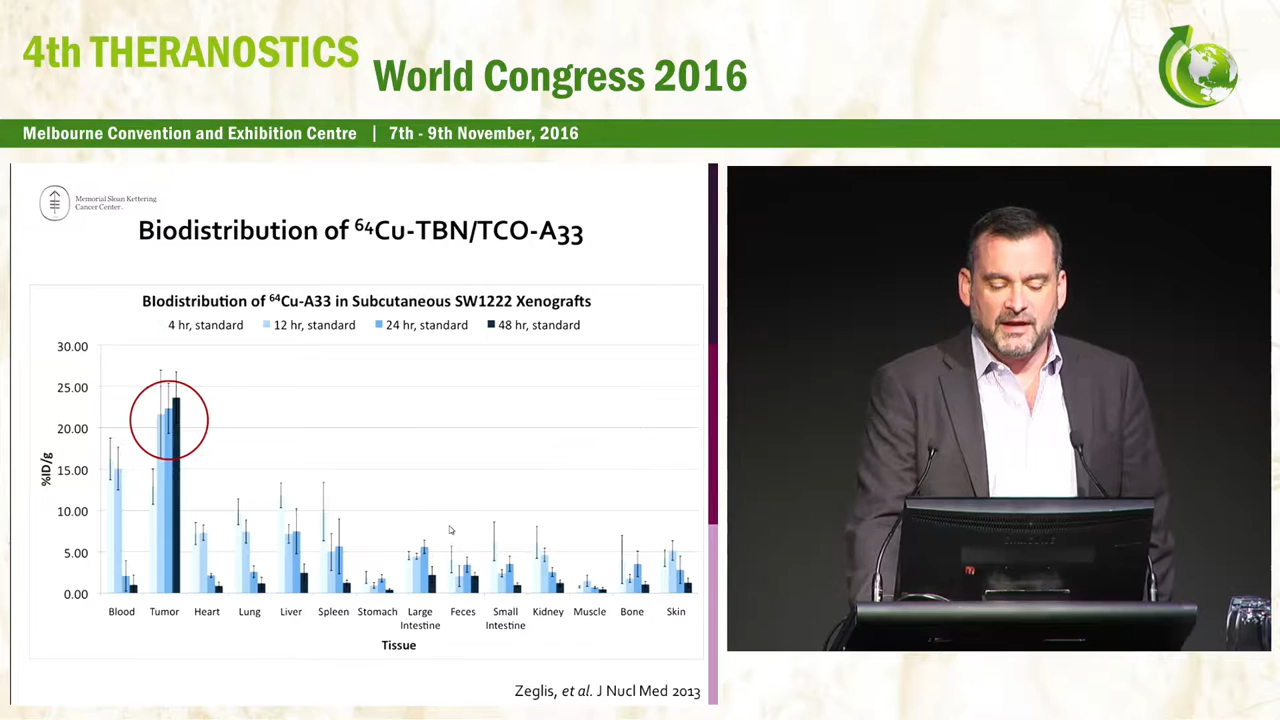 4th THERANOSTICS
World Congress 2016
Melbourne Convention and Exhibition Centre | 7th - 9th November, 2016
Memorial Sloan Kettering
Cancer Center
Biodistribution of ⁶⁴Cu-TBN/TCO-A33
BIodistribution of ⁶⁴Cu-A33 in Subcutaneous SW1222 Xenografts
4 hr, standard 12 hr, standard 24 hr, standard 48 hr, standard
30.00
25.00
20.00
15.00
10.00
5.00
0.00
%ID/g
Blood Tumor Heart Lung Liver Spleen Stomach Large Intestine Feces Small Intestine Kidney Muscle Bone Skin
Tissue
Zeglis, et al. J Nucl Med 2013
SAMSUNG